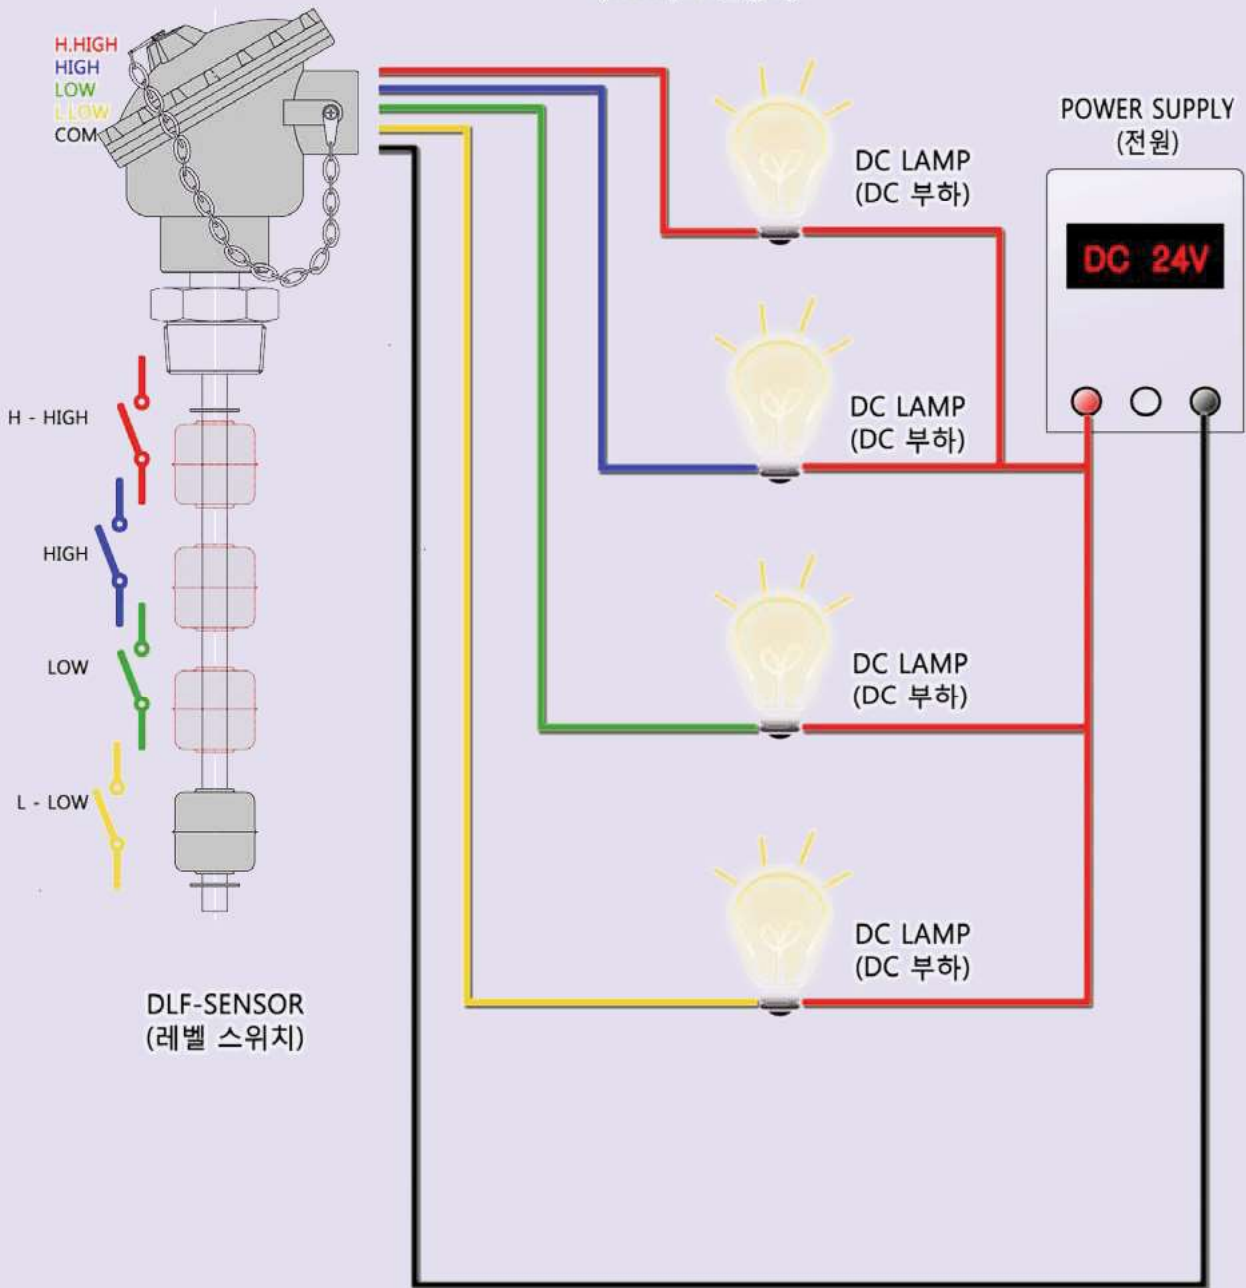 H.HIGH
HIGH
LOW
L.LOW
COM
POWER SUPPLY
(전원)
DC 24V
DC LAMP
(DC 부하)
DC LAMP
(DC 부하)
DC LAMP
(DC 부하)
DC LAMP
(DC 부하)
H - HIGH
HIGH
LOW
L - LOW
DLF-SENSOR
(레벨 스위치)